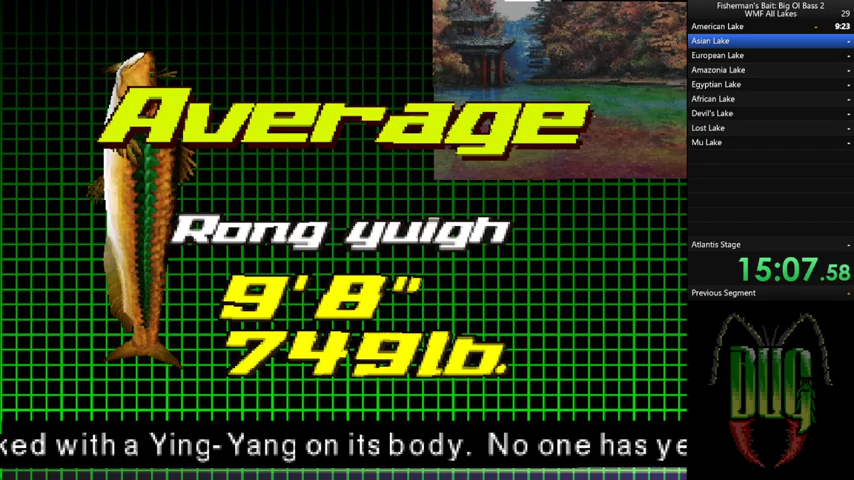 Average
Rong yuigh
9'8"
749lb.
ked with a Ying-Yang on its body. No one has ye
Fisherman's Bait: Big Ol Bass 2
WMF All Lakes 29
American Lake - 9:23
Asian Lake -
European Lake -
Amazonia Lake -
Egyptian Lake -
African Lake -
Devil's Lake -
Lost Lake -
Mu Lake -
Atlantis Stage -
15:07.58
Previous Segment -
BUG